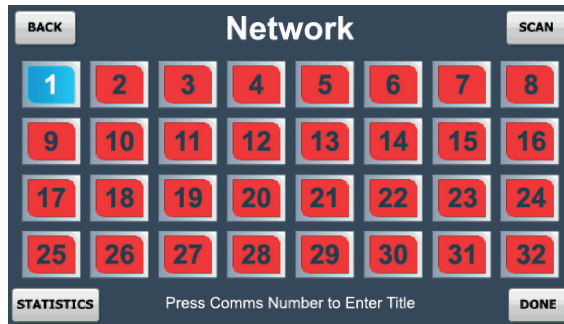 BACK Network SCAN
1 2 3 4 5 6 7 8
9 10 11 12 13 14 15 16
17 18 19 20 21 22 23 24
25 26 27 28 29 30 31 32
STATISTICS Press Comms Number to Enter Title DONE